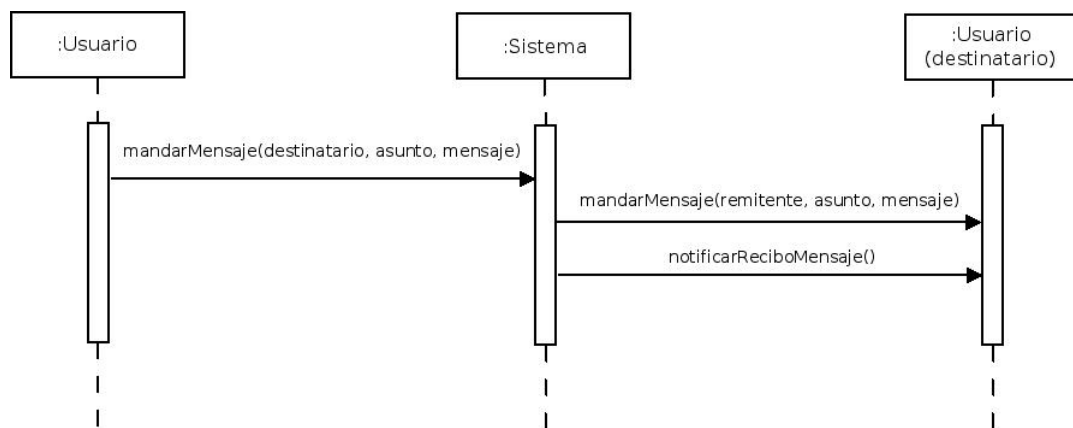 :Usuario
:Sistema
:Usuario
(destinatario)
mandarMensaje(destinatario, asunto, mensaje)
mandarMensaje(remitente, asunto, mensaje)
notificarReciboMensaje()